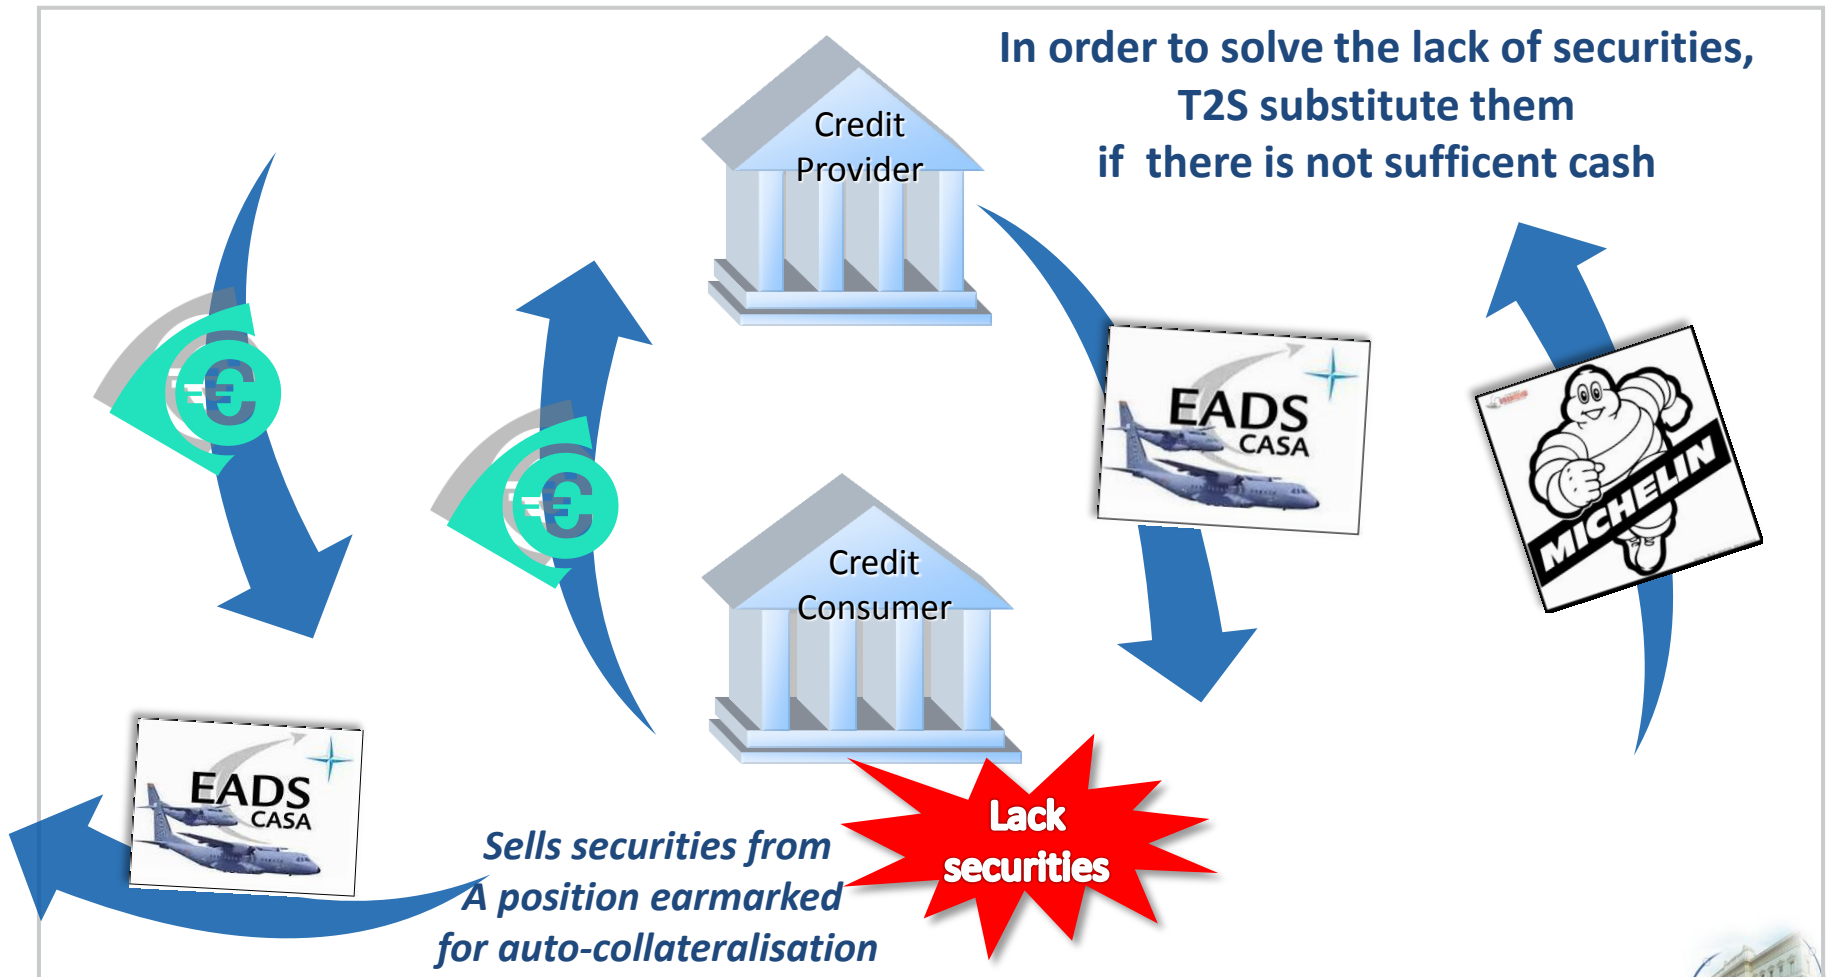 In order to solve the lack of securities,
T2S substitute them
if there is not sufficent cash
Credit
Provider
€
€
EADS
CASA
MICHELIN
Credit
Consumer
EADS
CASA
Lack
securities
Sells securities from
A position earmarked
for auto-collateralisation